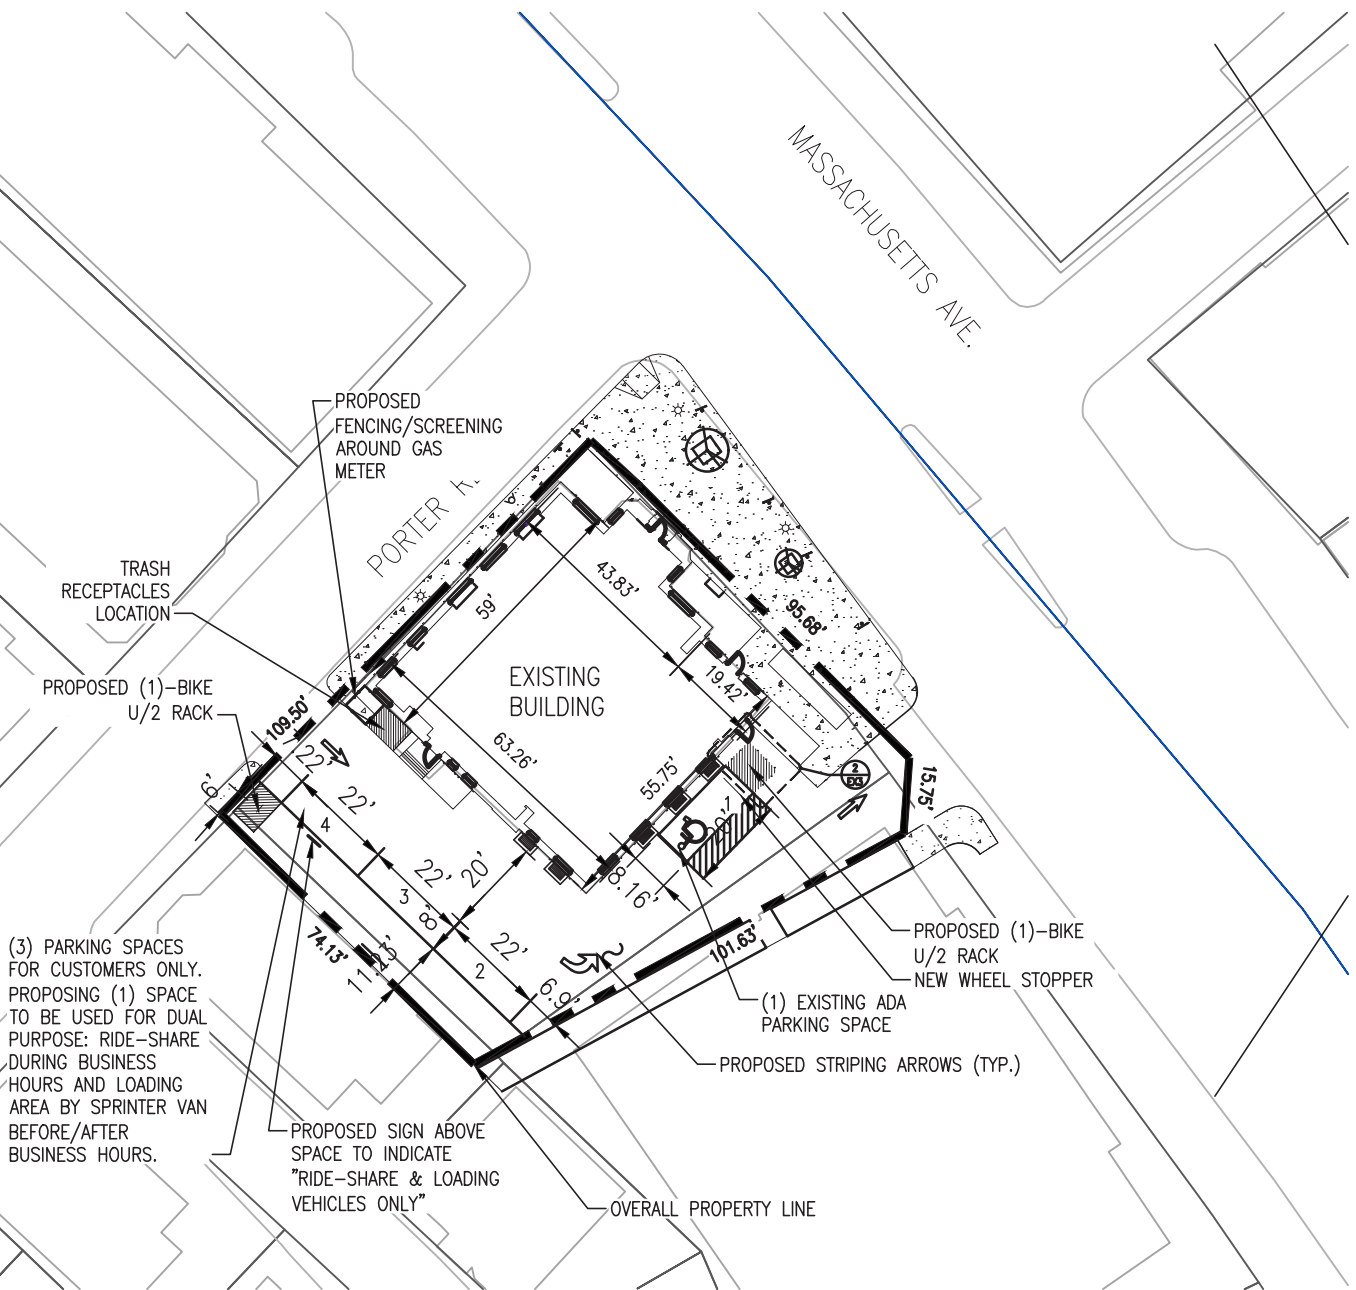 MASSACHUSETTS AVE.
PROPOSED
FENCING/SCREENING
AROUND GAS
METER
PORTER
TRASH
RECEPTACLES
LOCATION
PROPOSED (1)-BIKE
U/2 RACK
109.50'
59'
43.83'
95.68'
EXISTING
BUILDING
19.42'
63.26'
55.75'
15.75'
2
EX3
22'
6'
22'
4
1
20'
22'
20'
3
8'
8.16'
74.13'
11.23'
22'
2
6.9'
101.63'
(3) PARKING SPACES
FOR CUSTOMERS ONLY.
PROPOSING (1) SPACE
TO BE USED FOR DUAL
PURPOSE: RIDE-SHARE
DURING BUSINESS
HOURS AND LOADING
AREA BY SPRINTER VAN
BEFORE/AFTER
BUSINESS HOURS.
PROPOSED (1)-BIKE
U/2 RACK
NEW WHEEL STOPPER
(1) EXISTING ADA
PARKING SPACE
PROPOSED STRIPING ARROWS (TYP.)
PROPOSED SIGN ABOVE
SPACE TO INDICATE
"RIDE-SHARE & LOADING
VEHICLES ONLY"
OVERALL PROPERTY LINE